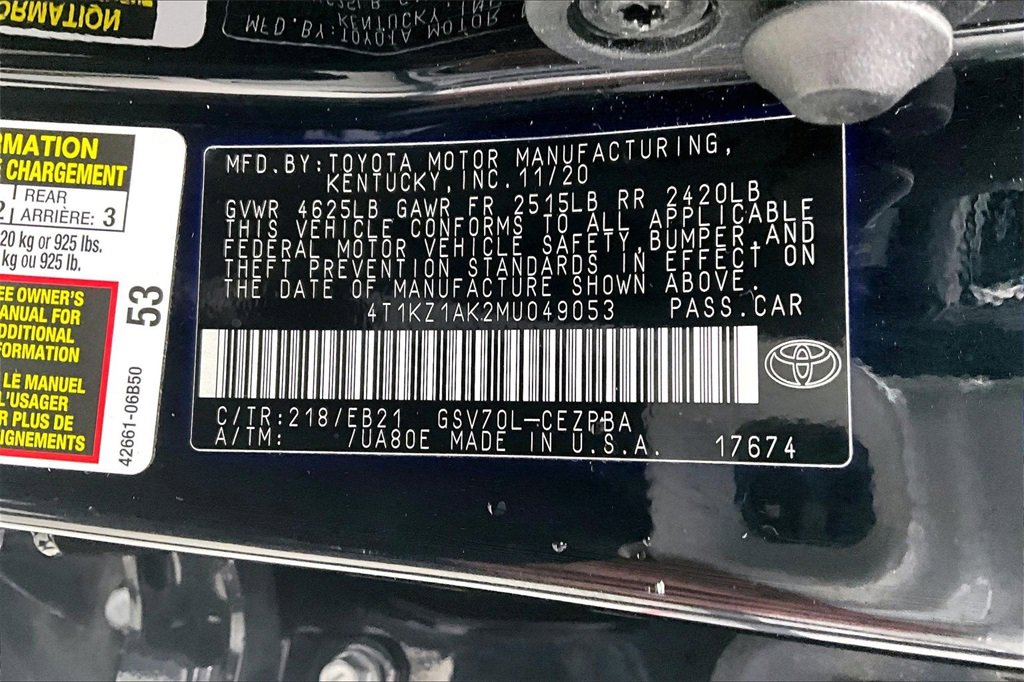 MFD. BY: TOYOTA MOTOR
RMATION
E CHARGEMENT
REAR
ARRIÈRE: 3
20 kg or 925 lbs.
kg ou 925 lb.
EE OWNER'S
ANUAL FOR
DDITIONAL
FORMATION
LE MANUEL
L'USAGER
R PLUS DE
IGNEMENTS
53
42661-06B50
MFD.BY:TOYOTA MOTOR MANUFACTURING,
KENTUCKY,INC.11/20
GVWR 4625LB GAWR FR 2515LB RR 2420LB
THIS VEHICLE CONFORMS TO ALL APPLICABLE
FEDERAL MOTOR VEHICLE SAFETY,BUMPER,AND
THEFT PREVENTION STANDARDS IN EFFECT ON
THE DATE OF MANUFACTURE SHOWN ABOVE.
4T1KZ1AK2MU049053 PASS.CAR
C/TR:218/EB21 GSV70L-CEZPBA
A/TM: /UA80E MADE IN U.S.A. 17674